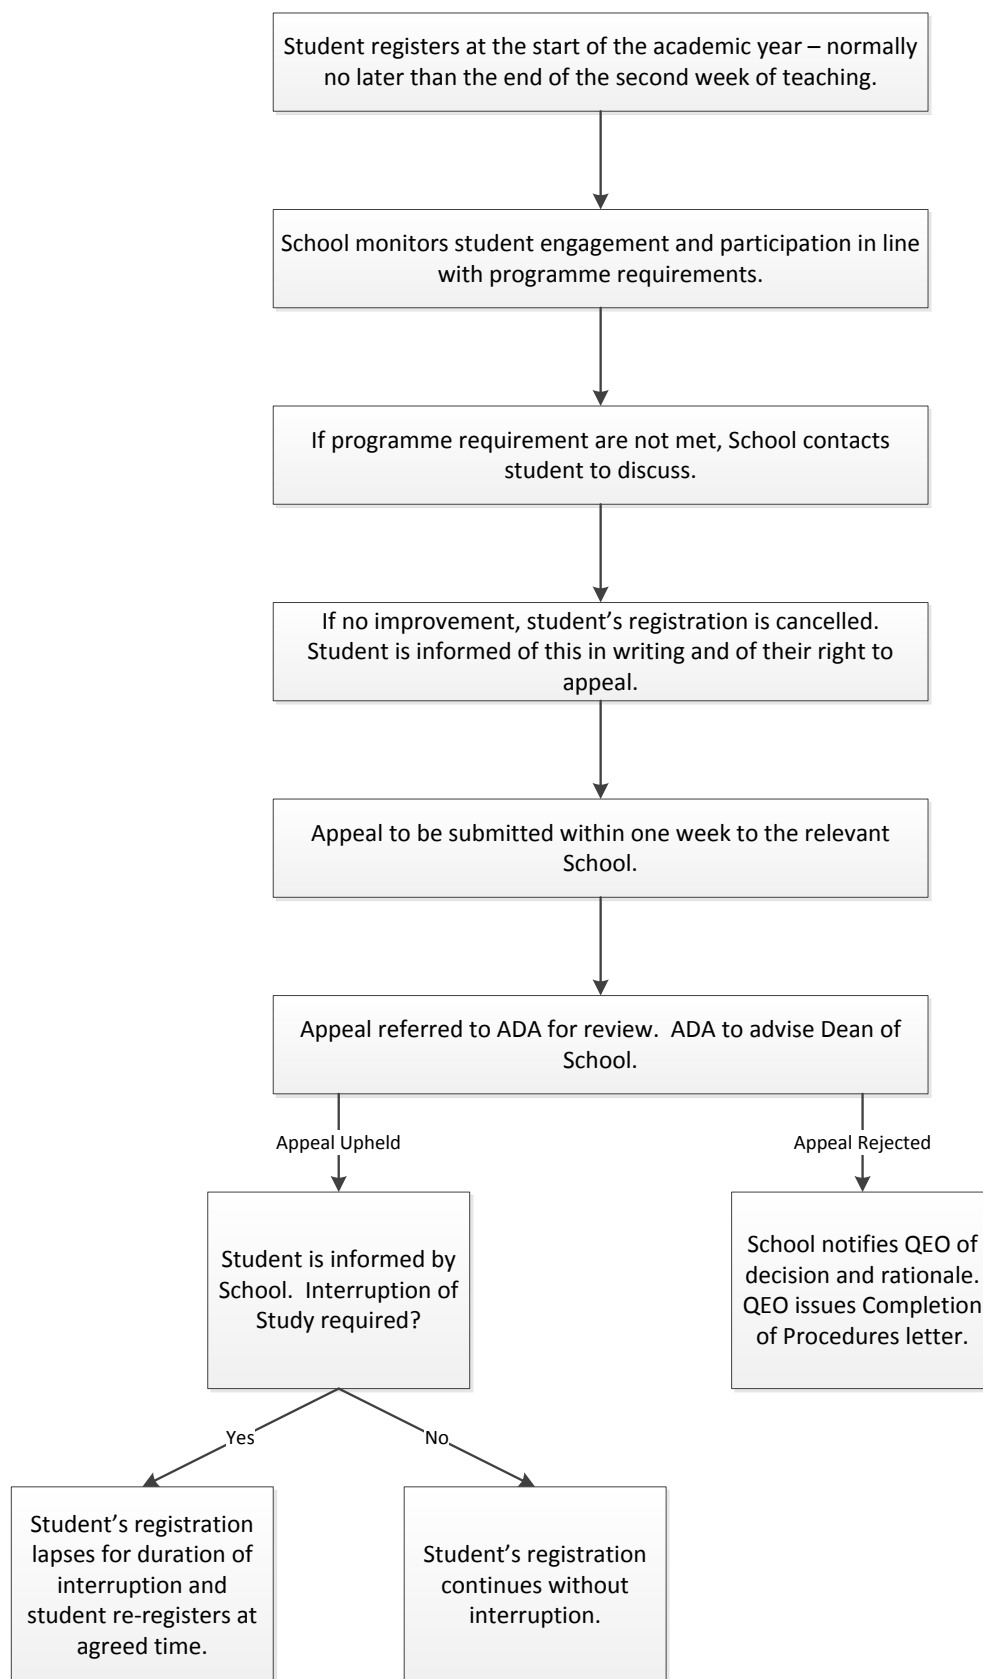 Student registers at the start of the academic year – normally
no later than the end of the second week of teaching.
School monitors student engagement and participation in line
with programme requirements.
If programme requirement are not met, School contacts
student to discuss.
If no improvement, student’s registration is cancelled.
Student is informed of this in writing and of their right to
appeal.
Appeal to be submitted within one week to the relevant
School.
Appeal referred to ADA for review.  ADA to advise Dean of
School.
Appeal Upheld
Appeal Rejected
Student is informed by
School.  Interruption of
Study required?
School notifies QEO of
decision and rationale.
QEO issues Completion
of Procedures letter.
Yes
No
Student’s registration
lapses for duration of
interruption and
student re-registers at
agreed time.
Student’s registration
continues without
interruption.